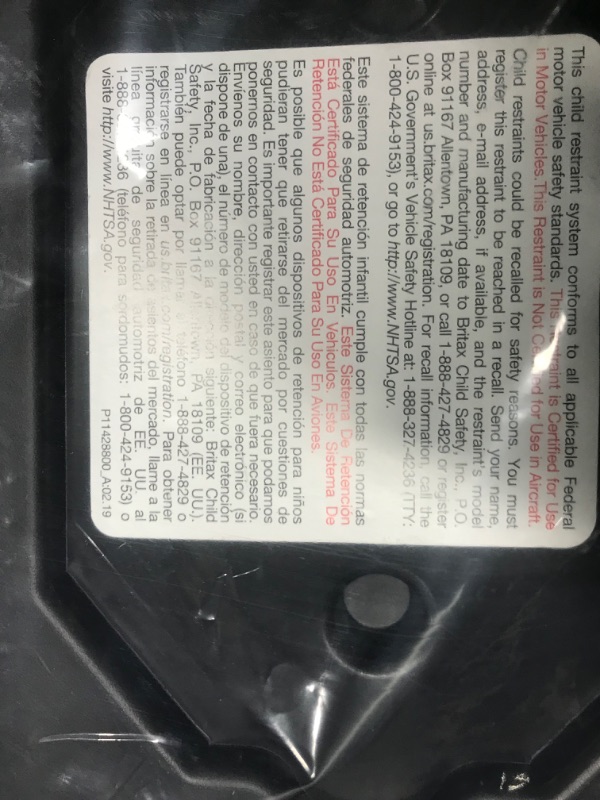 This child restraint system conforms to all applicable Federal
motor vehicle safety standards. This Restraint is Certified for Use
in Motor Vehicles. This Restraint is Not Certified for Use in Aircraft.
Child restraints could be recalled for safety reasons. You must
register this restraint to be reached in a recall. Send your name,
address, e-mail address, if available, and the restraint's model
number and manufacturing date to Britax Child Safety, Inc., P.O.
Box 91167 Allentown, PA 18109, or call 1-888-427-4829 or register
online at us.britax.com/registration. For recall information, call the
U.S. Government's Vehicle Safety Hotline at: 1-888-327-4236 (TTY:
1-800-424-9153), or go to http://www.NHTSA.gov.
Este sistema de retención infantil cumple con todas las normas
federales de seguridad automotriz. Este Sistema De Retención
Está Certificado Para Su Uso En Vehículos. Este Sistema De
Retención No Está Certificado Para Su Uso En Aviones.
Es posible que algunos dispositivos de retención para niños
pudieran tener que retirarse del mercado por cuestiones de
seguridad. Es importante registrar este asiento para que podamos
ponernos en contacto con usted en caso de que fuera necesario.
Envíenos su nombre, dirección postal y correo electrónico (si
dispone de una), el número de modelo del dispositivo de retención
y la fecha de fabricación a la dirección siguiente: Britax Child
Safety, Inc., P.O. Box 91167 Allentown, PA 18109 (EE. UU.).
También puede optar por llamar al teléfono 1-888-427-4829 o
registrarse en línea en us.britax.com/registration. Para obtener
información sobre la retirada de asientos del mercado, llame a la
línea de seguridad automotriz de EE. UU. al
(teléfono para sordomudos: 1-800-424-9153) o
visite http://www.NHTSA.gov.
P11428800 A:02.19